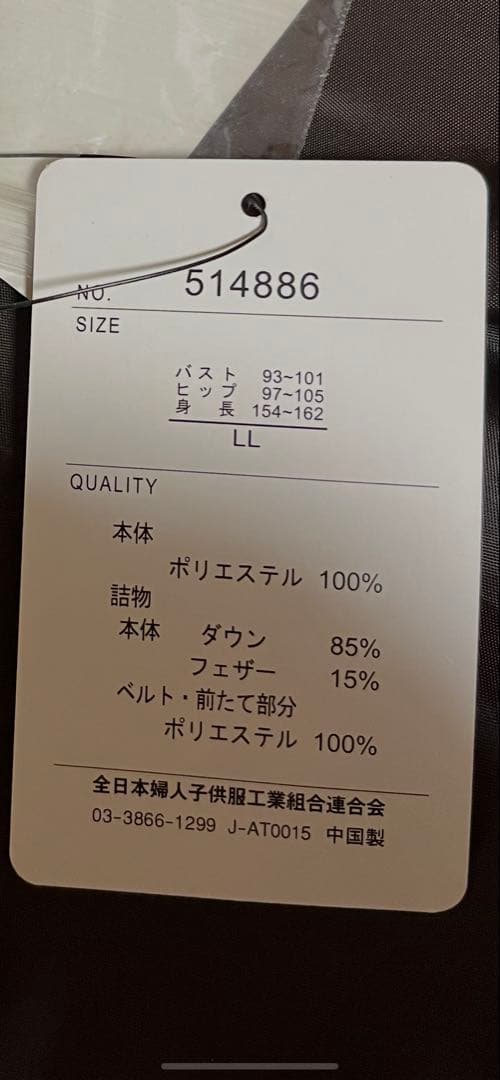 NO. 514886
SIZE
バスト 93~101
ヒップ 97~105
身長 154~162
LL
QUALITY
本体
ポリエステル 100%
詰物
本体 ダウン 85%
フェザー 15%
ベルト・前たて部分
ポリエステル 100%
全日本婦人子供服工業組合連合会
03-3866-1299 J-AT0015 中国製